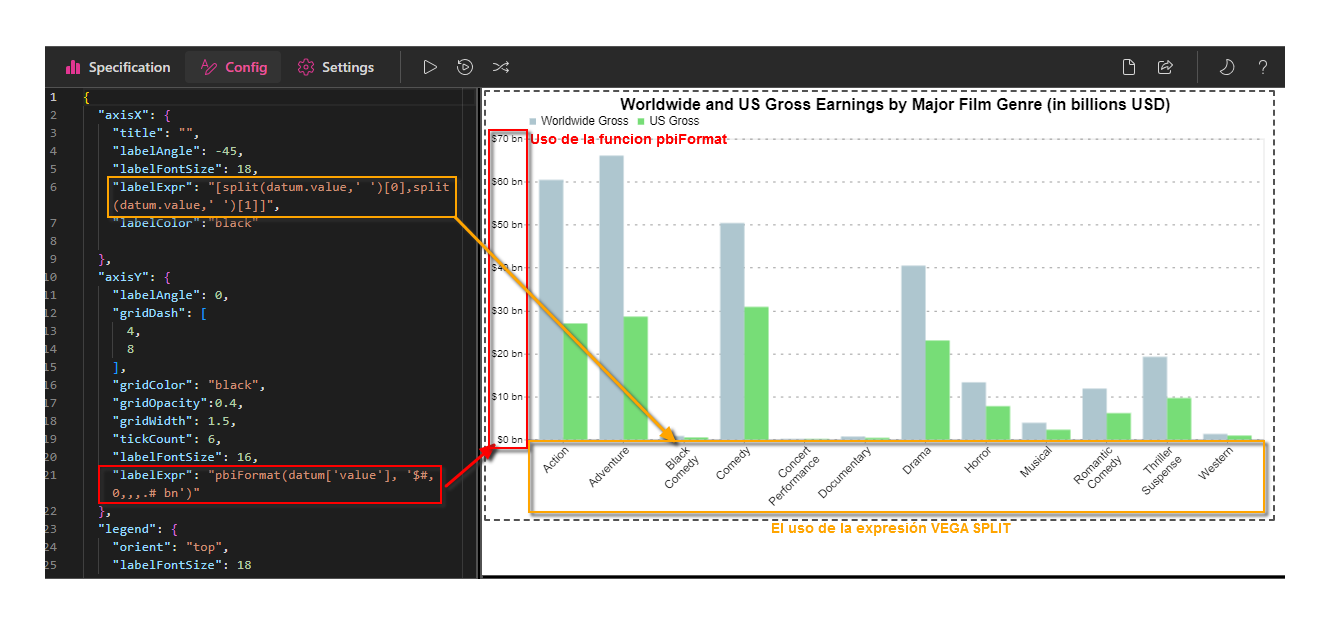 Specification Config Settings
1 {
2 "axisX": {
3 "title": "",
4 "labelAngle": -45,
5 "labelFontSize": 18,
6 "labelExpr": "[split(datum.value,' ')[0],split
(datum.value,' ')[1]]",
7 "labelColor":"black"
8
9 },
10 "axisY": {
11 "labelAngle": 0,
12 "gridDash": [
13 4,
14 8
15 ],
16 "gridColor": "black",
17 "gridOpacity":0.4,
18 "gridWidth": 1.5,
19 "tickCount": 6,
20 "labelFontSize": 16,
21 "labelExpr": "pbiFormat(datum['value'], '$#,
0,,,.# bn')"
22 },
23 "legend": {
24 "orient": "top",
25 "labelFontSize": 18
Worldwide and US Gross Earnings by Major Film Genre (in billions USD)
Worldwide Gross US Gross
Uso de la funcion pbiFormat
$70 bn
$60 bn
$50 bn
$40 bn
$30 bn
$20 bn
$10 bn
$0 bn
Action
Adventure
Black
Comedy
Comedy
Concert
Performance
Documentary
Drama
Horror
Musical
Romantic
Comedy
Thriller
Suspense
Western
El uso de la expresión VEGA SPLIT